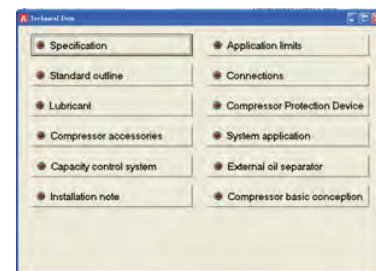 Technical Data
Specification
Application limits
Standard outline
Connections
Lubricant
Compressor Protection Device
Compressor accessories
System application
Capacity control system
External oil separator
Installation note
Compressor basic conception